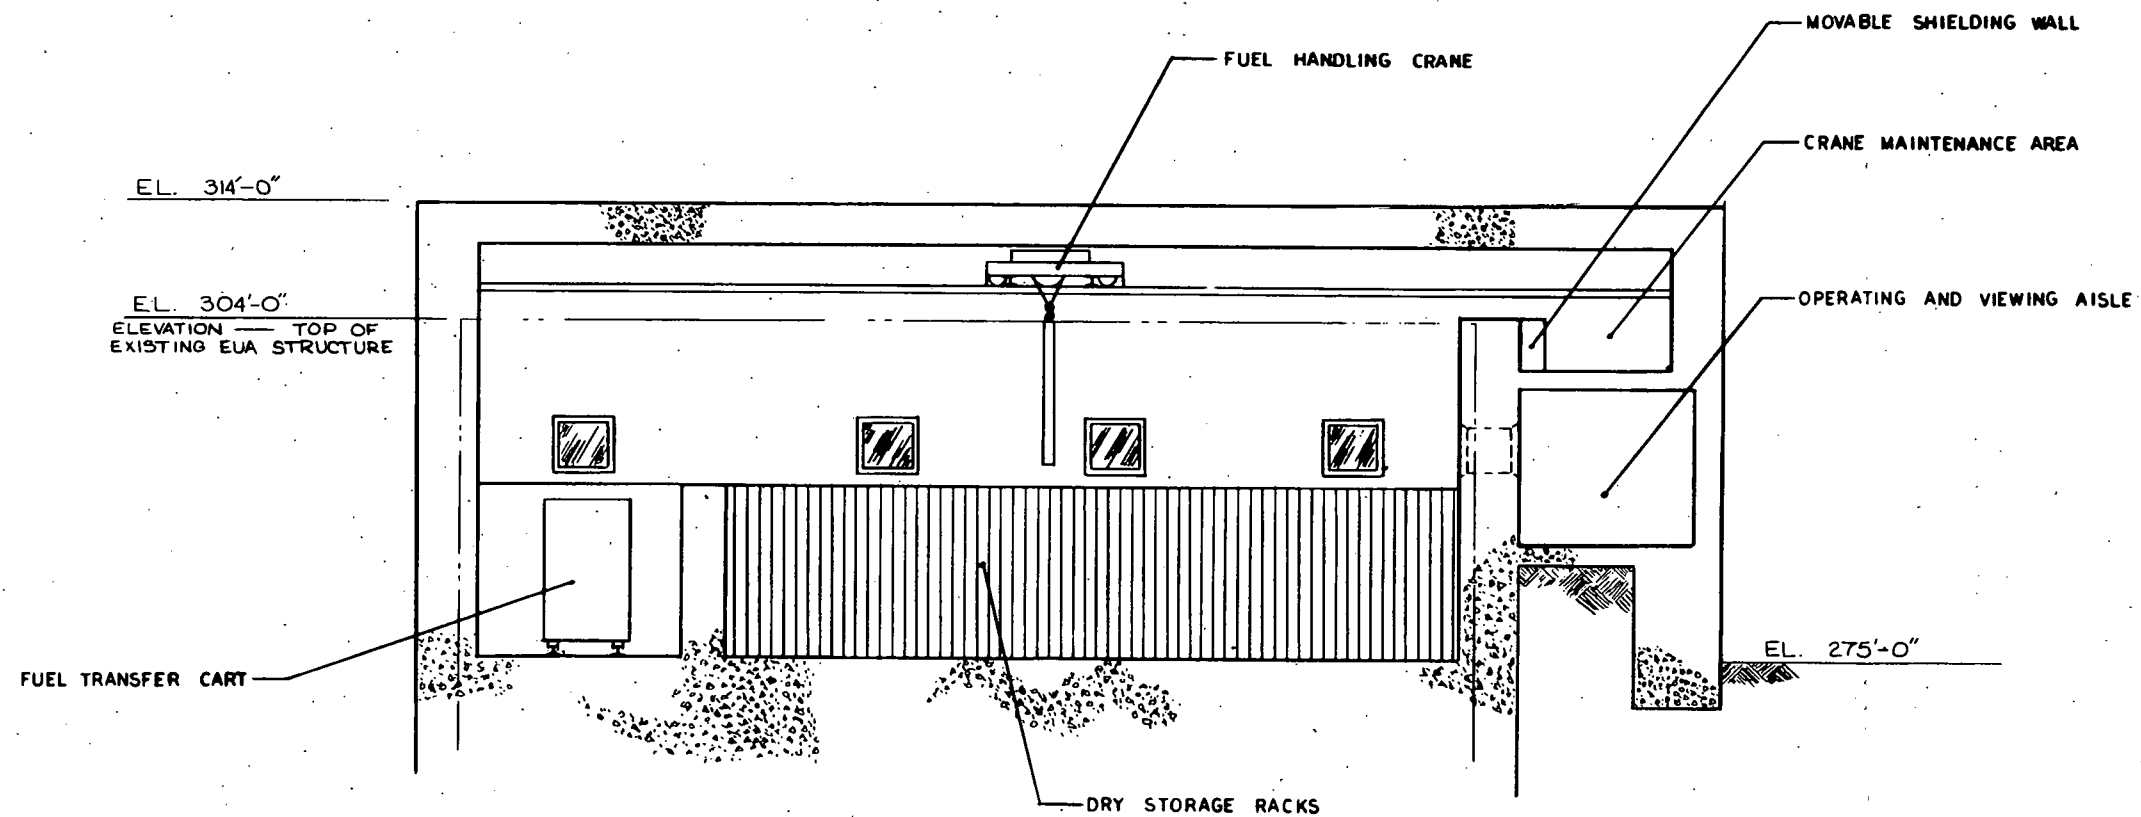 MOVABLE SHIELDING WALL
FUEL HANDLING CRANE
CRANE MAINTENANCE AREA
EL. 314'-0"
EL. 304'-0"
ELEVATION — TOP OF
EXISTING EUA STRUCTURE
OPERATING AND VIEWING AISLE
EL. 275'-0"
FUEL TRANSFER CART
DRY STORAGE RACKS